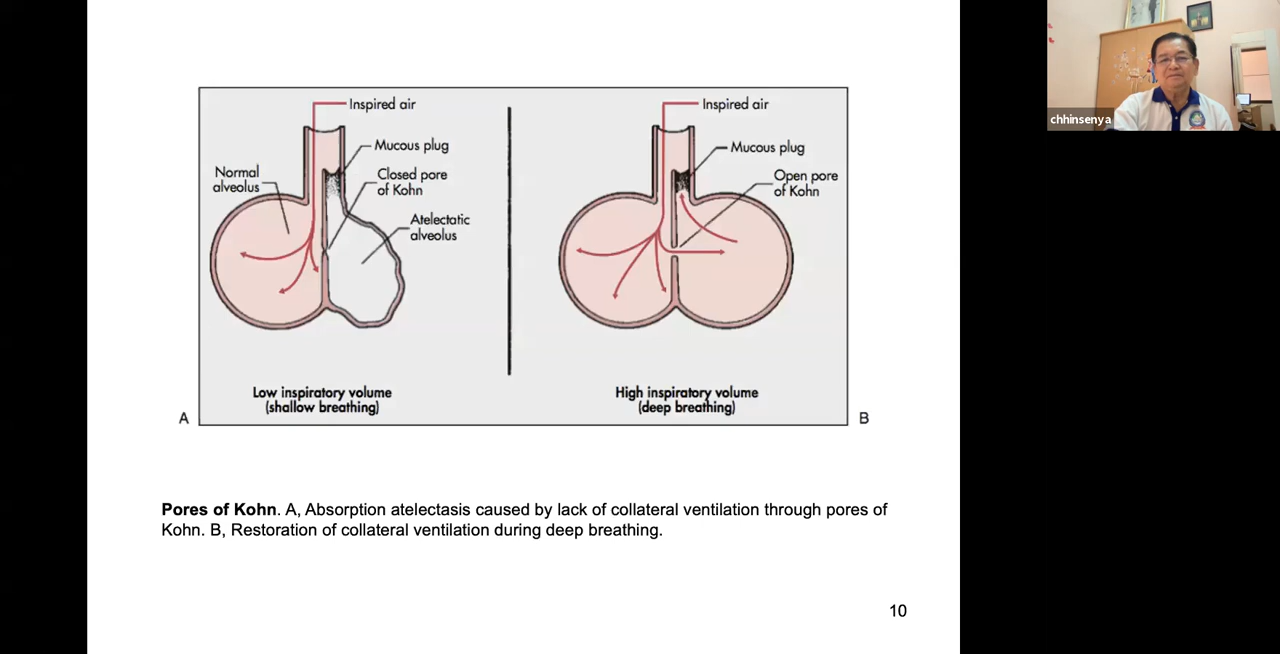 Inspired air
Mucous plug
Normal
alveolus
Closed pore
of Kohn
Atelectatic
alveolus
Low inspiratory volume
(shallow breathing)
A
Inspired air
Mucous plug
Open pore
of Kohn
High inspiratory volume
(deep breathing)
B
Pores of Kohn. A, Absorption atelectasis caused by lack of collateral ventilation through pores of
Kohn. B, Restoration of collateral ventilation during deep breathing.
10
chhinsenya